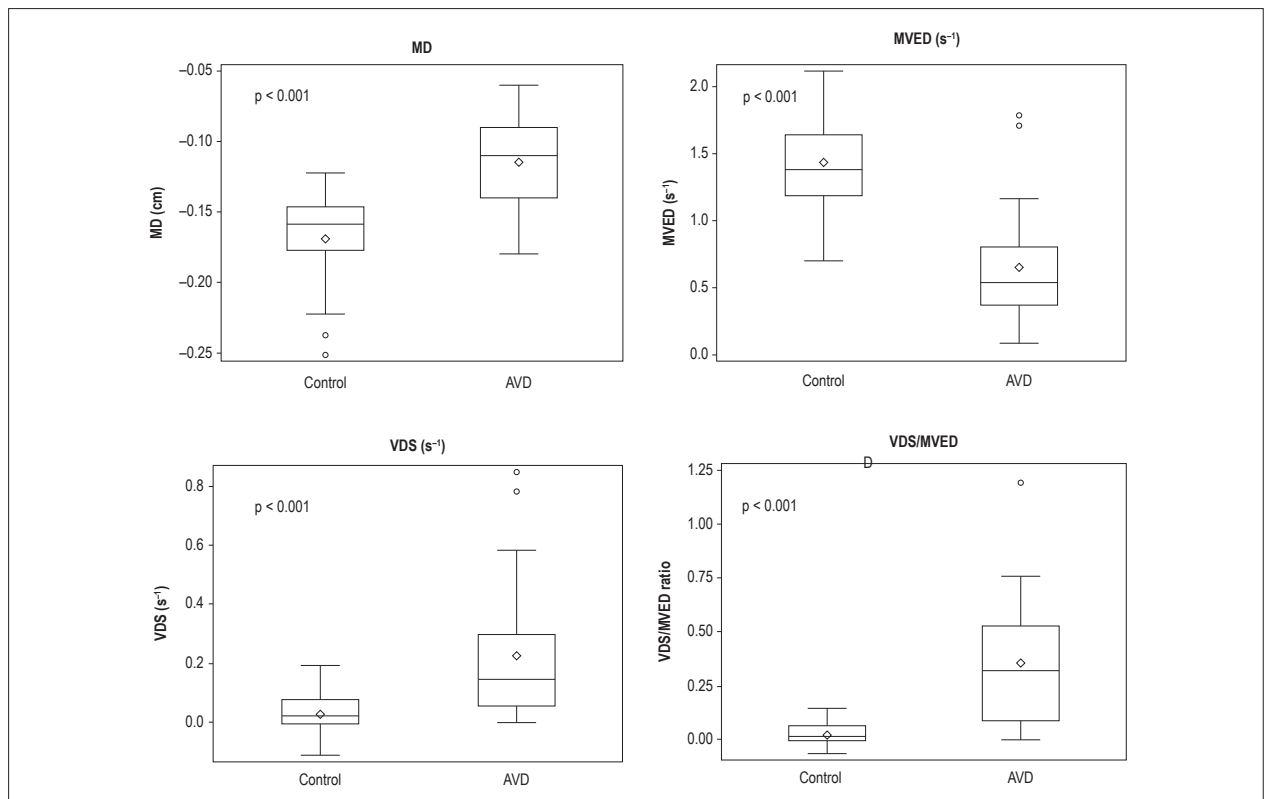 MD
–0.05
p < 0.001
–0.10
–0.15
–0.20
–0.25
MD (cm)
Control
AVD
MVED (s⁻¹)
2.0
p < 0.001
1.5
1.0
0.5
0.0
MVED (s⁻¹)
Control
AVD
VDS (s⁻¹)
0.8
p < 0.001
0.6
0.4
0.2
0.0
VDS (s⁻¹)
Control
AVD
VDS/MVED
D
1.25
p < 0.001
1.00
0.75
0.50
0.25
0.00
VDS/MVED ratio
Control
AVD